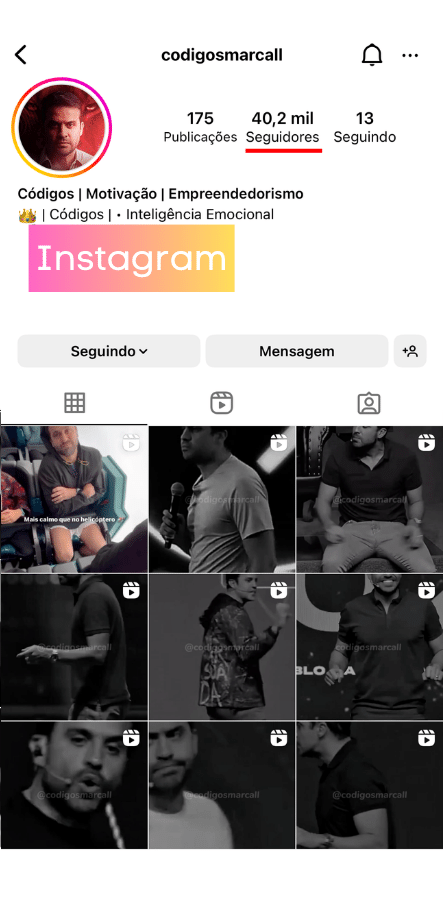 codigosmarcall
175
40,2 mil
13
Publicações
Seguidores
Seguindo
Códigos | Motivação | Empreendedorismo
👑 | Códigos | • Inteligência Emocional
Instagram
Seguindo
Mensagem
Mais calmo que no helicóptero
@codigosmarcall
@codigosmarcall
@codigosmarcall
@codigosmarcall
@codigosmarcall
@codigosmarcall
@codigosmarcall
@codigosmarcall